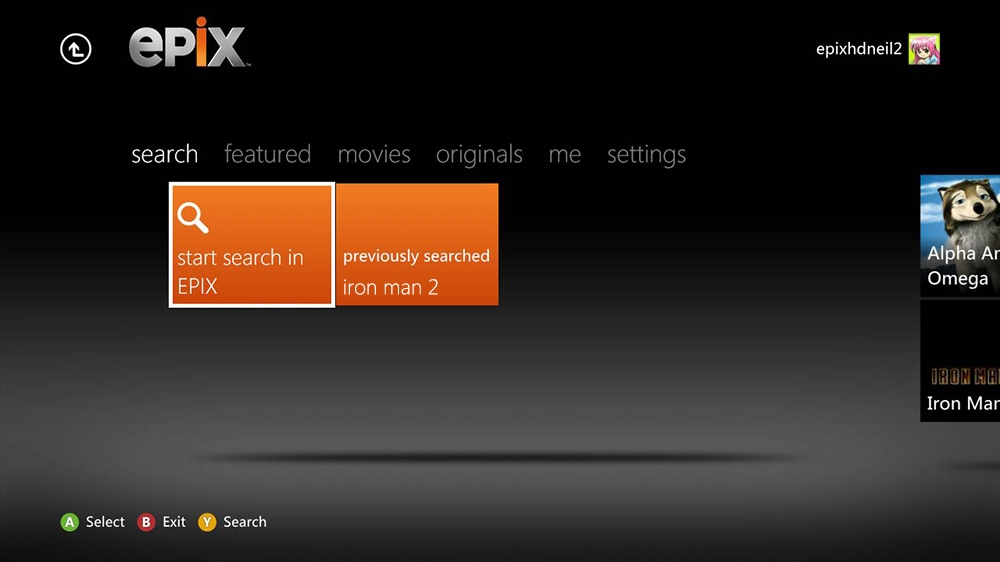 epix
epixhdneil2
search featured movies originals me settings
start search in
EPIX
previously searched
iron man 2
Alpha An
Omega
IRON MA
Iron Man
A Select B Exit Y Search